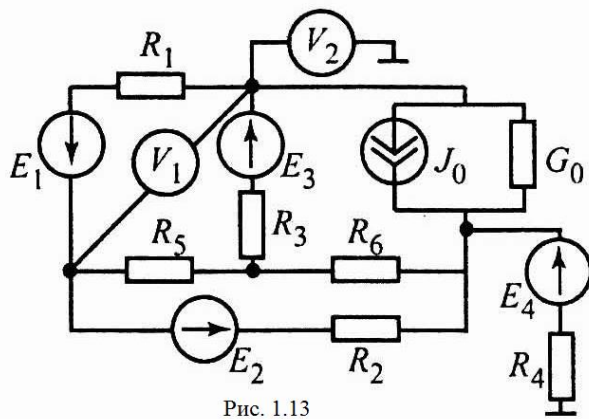 V₂
R₁
E₁
V₁
E₃
J₀
G₀
R₃
R₅
R₆
E₂
R₂
E₄
R₄
Рис. 1.13